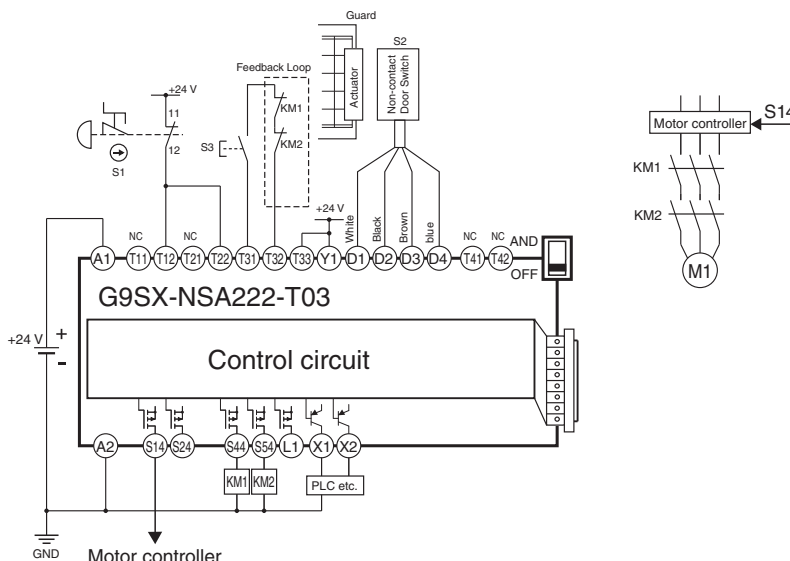 Guard
S2
Actuator
Non-contact
Door Switch
Feedback Loop
KM1
KM2
S3
+24 V
11
12
S1
+24 V
White
Black
Brown
blue
NC
NC
NC
NC
AND
OFF
A1
T11
T12
T21
T22
T31
T32
T33
Y1
D1
D2
D3
D4
T41
T42
G9SX-NSA222-T03
+24 V
+
-
Control circuit
A2
S14
S24
S44
S54
L1
X1
X2
KM1
KM2
PLC etc.
GND
Motor controller
Motor controller
S14
KM1
KM2
M1